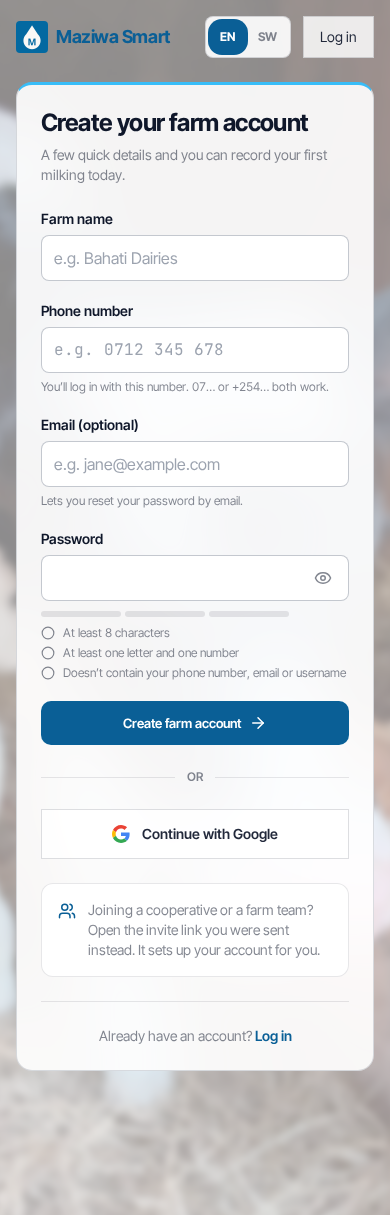 M
Maziwa Smart
EN
SW
Log in
Create your farm account
A few quick details and you can record your first
milking today.
Farm name
e.g. Bahati Dairies
Phone number
e.g. 0712 345 678
You'll log in with this number. 07... or +254... both work.
Email (optional)
e.g. jane@example.com
Lets you reset your password by email.
Password
At least 8 characters
At least one letter and one number
Doesn't contain your phone number, email or username
Create farm account
OR
Continue with Google
Joining a cooperative or a farm team?
Open the invite link you were sent
instead. It sets up your account for you.
Already have an account? Log in